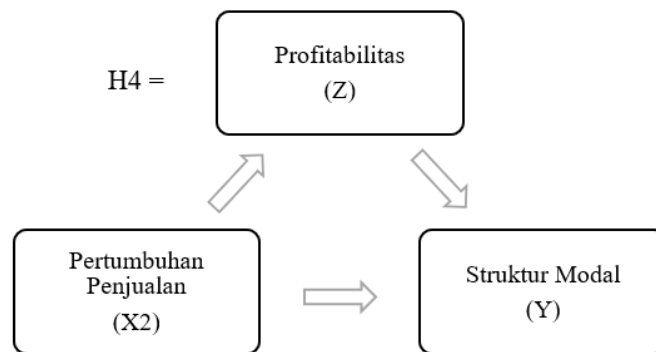 Profitabilitas
(Z)
H4 =
Pertumbuhan
Penjualan
(X2)
Struktur Modal
(Y)